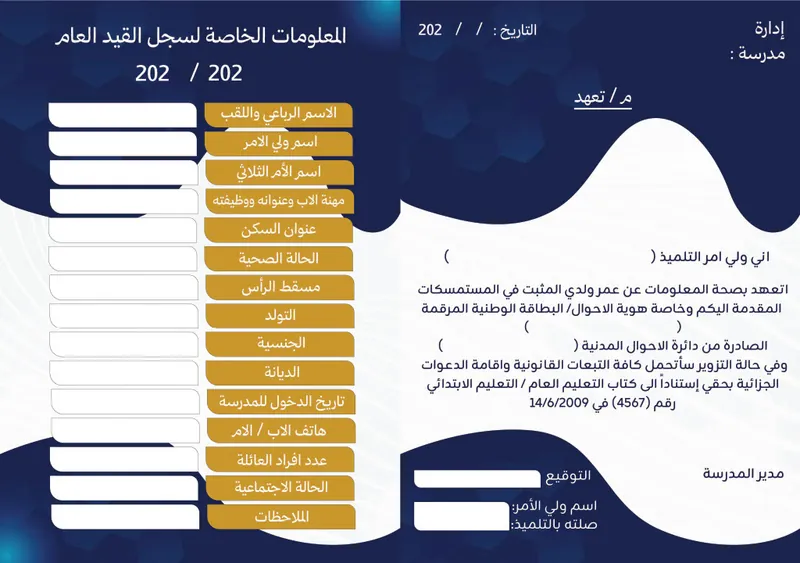 إدارة
مدرسة :
التاريخ : / / 202
م / تعهد
اني ولي امر التلميذ ( )
اتعهد بصحة المعلومات عن عمر ولدي المثبت في المستمسكات
المقدمة اليكم وخاصة هوية الاحوال/ البطاقة الوطنية المرقمة
( )
الصادرة من دائرة الاحوال المدنية ( )
وفي حالة التزوير سأتحمل كافة التبعات القانونية واقامة الدعوات
الجزائية بحقي إستناداً الى كتاب التعليم العام / التعليم الابتدائي
رقم (4567) في 14/6/2009
مدير المدرسة
التوقيع
اسم ولي الأمر:
صلته بالتلميذ:
المعلومات الخاصة لسجل القيد العام
202 / 202
الاسم الرباعي واللقب
اسم ولي الامر
اسم الأم الثلاثي
مهنة الاب وعنوانه ووظيفته
عنوان السكن
الحالة الصحية
مسقط الرأس
التولد
الجنسية
الديانة
تاريخ الدخول للمدرسة
هاتف الاب / الام
عدد افراد العائلة
الحالة الاجتماعية
الملاحظات